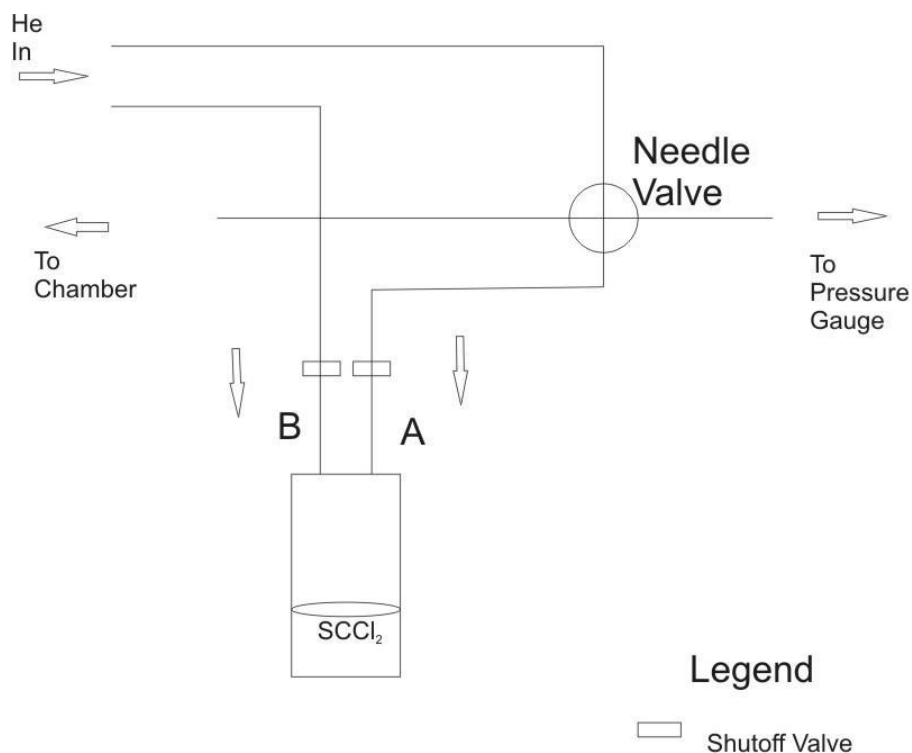 He
In
Needle
Valve
To
Chamber
To
Pressure
Gauge
B
A
SCCl₂
Legend
Shutoff Valve